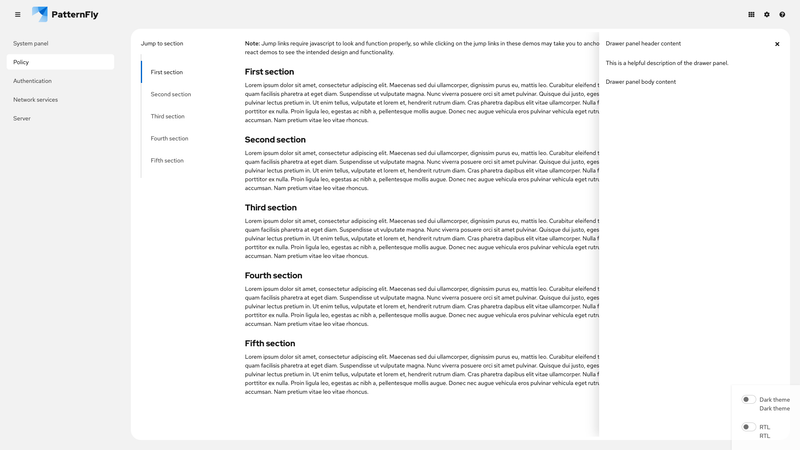 PatternFly
System panel
Policy
Authentication
Network services
Server
Jump to section
First section
Second section
Third section
Fourth section
Fifth section
Note: Jump links require javascript to look and function properly, so while clicking on the jump links in these demos may take you to
react demos to see the intended design and functionality.
First section
Lorem ipsum dolor sit amet, consectetur adipiscing elit. Maecenas sed dui ullamcorper, dignissim purus eu, mattis leo. Curabitur eleifend
quam facilisis pharetra at eget diam. Suspendisse ut vulputate magna. Nunc viverra posuere orci sit amet pulvinar. Quisque dui justo, egestas
pulvinar lectus pretium in. Ut enim tellus, vulputate et lorem et, hendrerit rutrum diam. Cras pharetra dapibus elit vitae ullamcorper. Nulla
porttitor ex nulla. Proin ligula leo, egestas ac nibh a, pellentesque mollis augue. Donec nec augue vehicula eros pulvinar vehicula eget rutrum
accumsan. Nam pretium vitae leo vitae rhoncus.
Second section
Lorem ipsum dolor sit amet, consectetur adipiscing elit. Maecenas sed dui ullamcorper, dignissim purus eu, mattis leo. Curabitur eleifend
quam facilisis pharetra at eget diam. Suspendisse ut vulputate magna. Nunc viverra posuere orci sit amet pulvinar. Quisque dui justo, egestas
pulvinar lectus pretium in. Ut enim tellus, vulputate et lorem et, hendrerit rutrum diam. Cras pharetra dapibus elit vitae ullamcorper. Nulla
porttitor ex nulla. Proin ligula leo, egestas ac nibh a, pellentesque mollis augue. Donec nec augue vehicula eros pulvinar vehicula eget rutrum
accumsan. Nam pretium vitae leo vitae rhoncus.
Third section
Lorem ipsum dolor sit amet, consectetur adipiscing elit. Maecenas sed dui ullamcorper, dignissim purus eu, mattis leo. Curabitur eleifend
quam facilisis pharetra at eget diam. Suspendisse ut vulputate magna. Nunc viverra posuere orci sit amet pulvinar. Quisque dui justo, egestas
pulvinar lectus pretium in. Ut enim tellus, vulputate et lorem et, hendrerit rutrum diam. Cras pharetra dapibus elit vitae ullamcorper. Nulla
porttitor ex nulla. Proin ligula leo, egestas ac nibh a, pellentesque mollis augue. Donec nec augue vehicula eros pulvinar vehicula eget rutrum
accumsan. Nam pretium vitae leo vitae rhoncus.
Fourth section
Lorem ipsum dolor sit amet, consectetur adipiscing elit. Maecenas sed dui ullamcorper, dignissim purus eu, mattis leo. Curabitur eleifend
quam facilisis pharetra at eget diam. Suspendisse ut vulputate magna. Nunc viverra posuere orci sit amet pulvinar. Quisque dui justo, egestas
pulvinar lectus pretium in. Ut enim tellus, vulputate et lorem et, hendrerit rutrum diam. Cras pharetra dapibus elit vitae ullamcorper. Nulla
porttitor ex nulla. Proin ligula leo, egestas ac nibh a, pellentesque mollis augue. Donec nec augue vehicula eros pulvinar vehicula eget rutrum
accumsan. Nam pretium vitae leo vitae rhoncus.
Fifth section
Lorem ipsum dolor sit amet, consectetur adipiscing elit. Maecenas sed dui ullamcorper, dignissim purus eu, mattis leo. Curabitur eleifend
quam facilisis pharetra at eget diam. Suspendisse ut vulputate magna. Nunc viverra posuere orci sit amet pulvinar. Quisque dui justo, egestas
pulvinar lectus pretium in. Ut enim tellus, vulputate et lorem et, hendrerit rutrum diam. Cras pharetra dapibus elit vitae ullamcorper. Nulla
porttitor ex nulla. Proin ligula leo, egestas ac nibh a, pellentesque mollis augue. Donec nec augue vehicula eros pulvinar vehicula eget rutrum
accumsan. Nam pretium vitae leo vitae rhoncus.
Drawer panel header content
This is a helpful description of the drawer panel.
Drawer panel body content
Dark theme
Dark theme
RTL
RTL